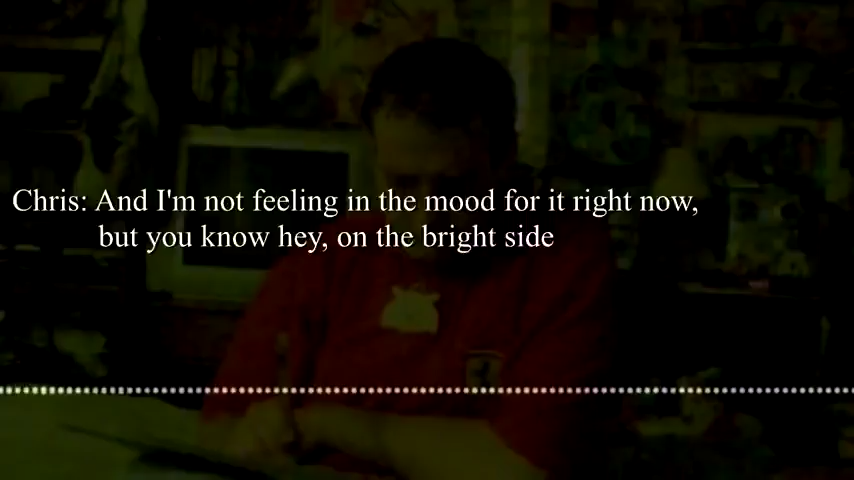 Chris: And I'm not feeling in the mood for it right now,
but you know hey, on the bright side